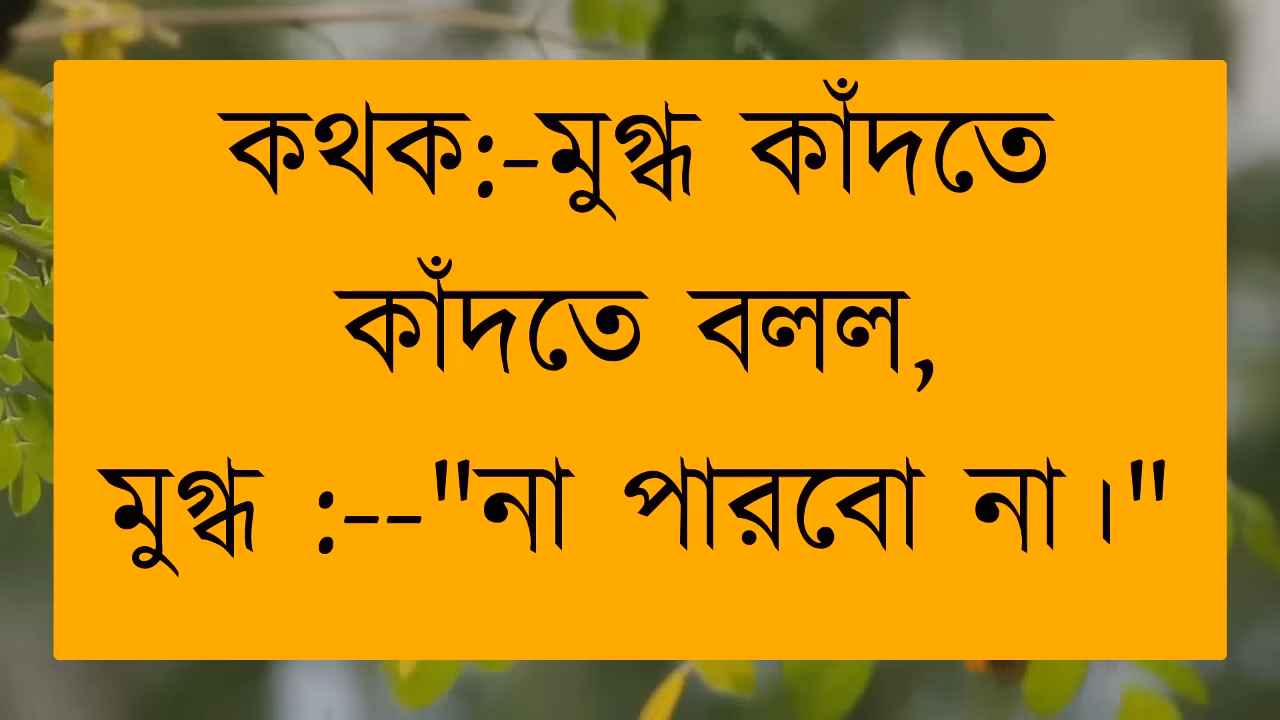 কথক:-মুগ্ধ কাঁদতে
কাঁদতে বলল,
মুগ্ধ :--"না পারবো না।"